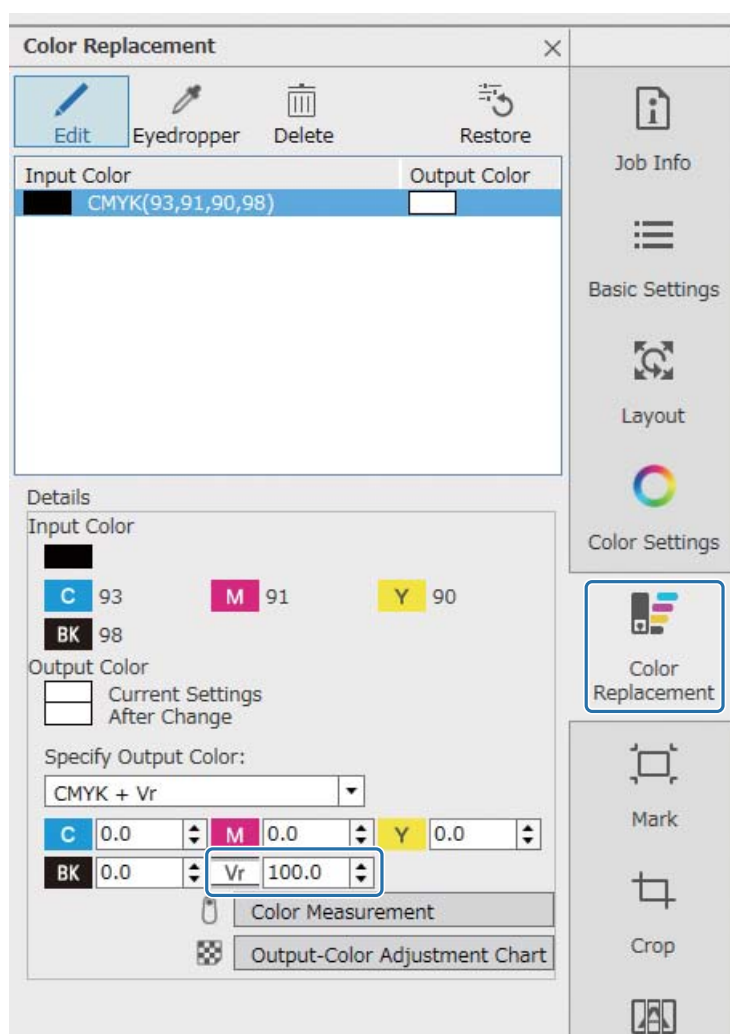 Color Replacement
Edit Eyedropper Delete Restore
Input Color Output Color
CMYK(93,91,90,98)
Details
Input Color
C 93 M 91 Y 90
BK 98
Output Color
Current Settings
After Change
Specify Output Color:
CMYK + Vr
C 0.0 M 0.0 Y 0.0
BK 0.0 Vr 100.0
Color Measurement
Output-Color Adjustment Chart
Job Info
Basic Settings
Layout
Color Settings
Color
Replacement
Mark
Crop